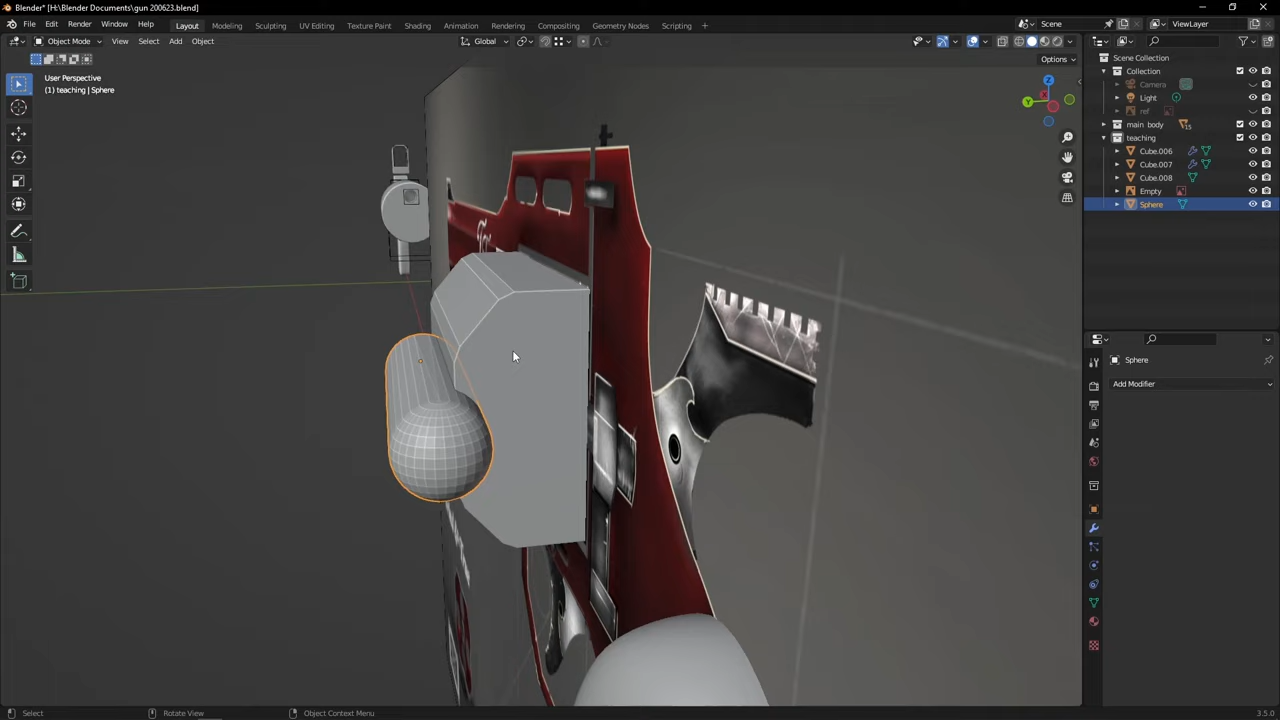 Blender* [H:\Blender Documents\gun 200623.blend]
File Edit Render Window Help Layout Modeling Sculpting UV Editing Texture Paint Shading Animation Rendering Compositing Geometry Nodes Scripting + Scene ViewLayer
Object Mode View Select Add Object Global
Options
User Perspective
(1) teaching | Sphere
Scene Collection
Collection
Camera
Light
ref
main body 15
teaching
Cube.006
Cube.007
Cube.008
Empty
Sphere
Sphere
Add Modifier
Z
Y
X
Select Rotate View Object Context Menu 3.5.0